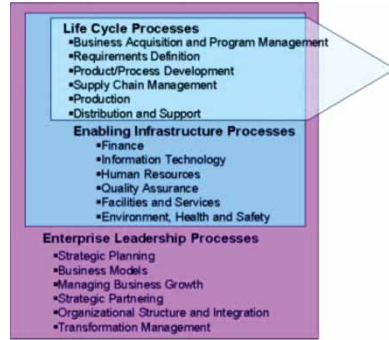 Life Cycle Processes
▪Business Acquisition and Program Management
▪Requirements Definition
▪Product/Process Development
▪Supply Chain Management
▪Production
▪Distribution and Support
Enabling Infrastructure Processes
▪Finance
▪Information Technology
▪Human Resources
▪Quality Assurance
▪Facilities and Services
▪Environment, Health and Safety
Enterprise Leadership Processes
▪Strategic Planning
▪Business Models
▪Managing Business Growth
▪Strategic Partnering
▪Organizational Structure and Integration
▪Transformation Management